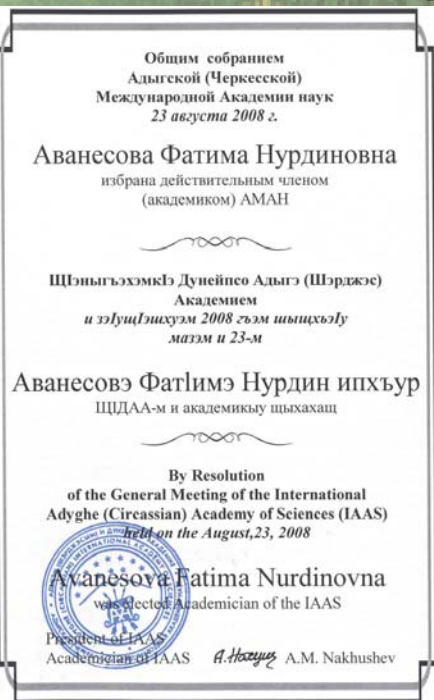 Общим собранием
Адыгской (Черкесской)
Международной Академии наук
23 августа 2008 г.
Аванесова Фатима Нурдиновна
избрана действительным членом
(академиком) АМАН
ЩIэныгъэхэмкIэ Дунейпсо Адыгэ (Шэрджэс)
Академием
и зэIущIэшхуэм 2008 гъэм шыщхьэIу
мазэм и 23-м
Аванесовэ ФатIимэ Нурдин ипхъур
ЩIДАА-м и академикыу щыхахащ
By Resolution
of the General Meeting of the International
Adyghe (Circassian) Academy of Sciences (IAAS)
held on the August,23, 2008
Avanesova Fatima Nurdinovna
was elected Academician of the IAAS
President of IAAS
Academician of IAAS A.M. Nakhushev